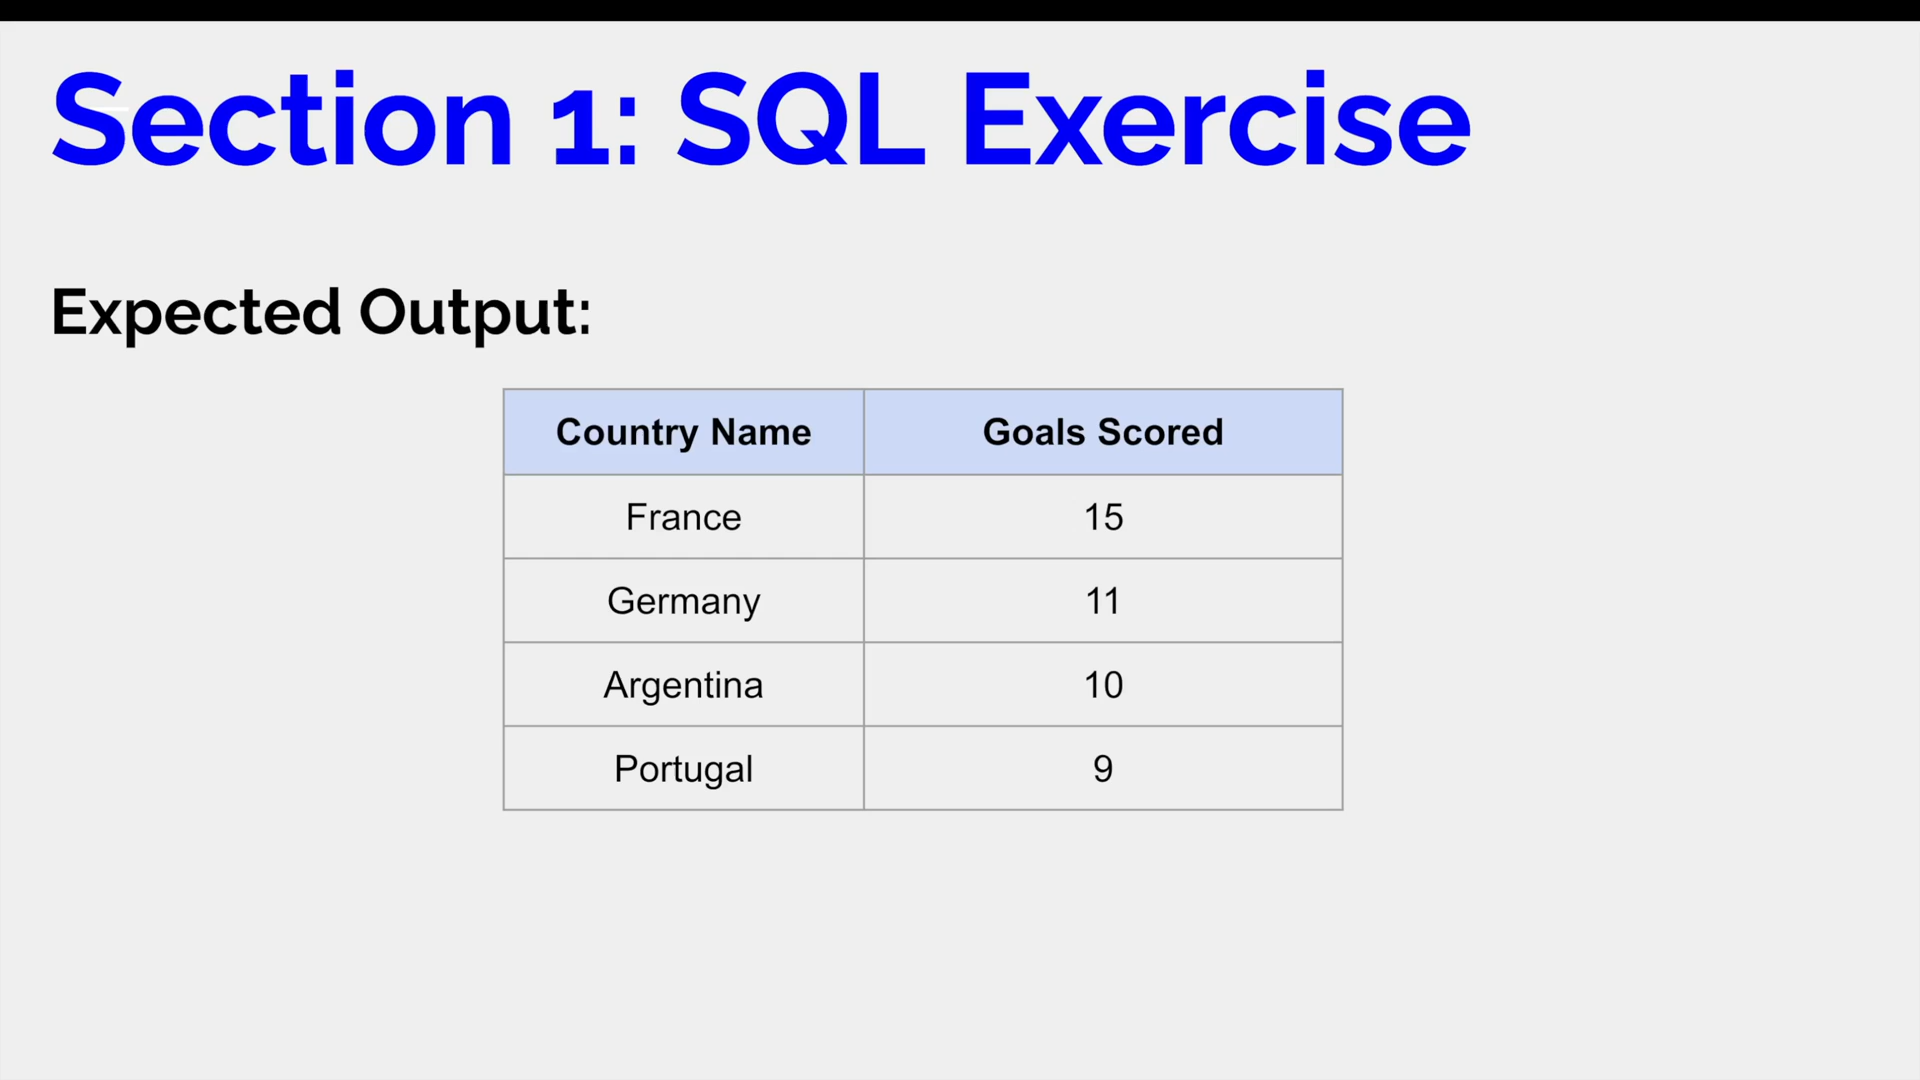 Section 1: SQL Exercise
Expected Output:
Country Name Goals Scored
France 15
Germany 11
Argentina 10
Portugal 9